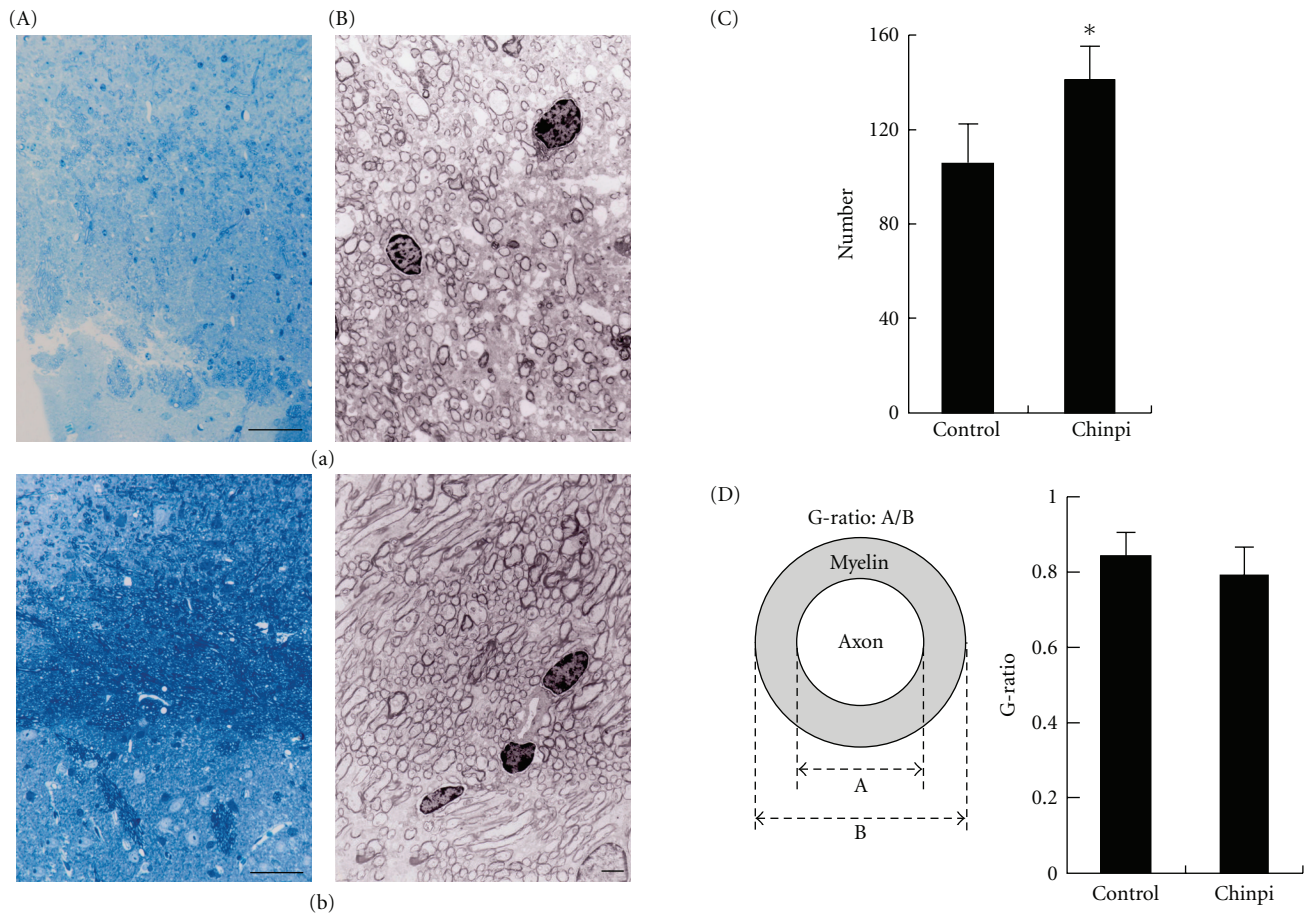 (A)
(B)
(a)
(b)
(C)
Number
160
120
80
40
0
*
Control
Chinpi
(D)
G-ratio: A/B
Myelin
Axon
A
B
G-ratio
1
0.8
0.6
0.4
0.2
0
Control
Chinpi